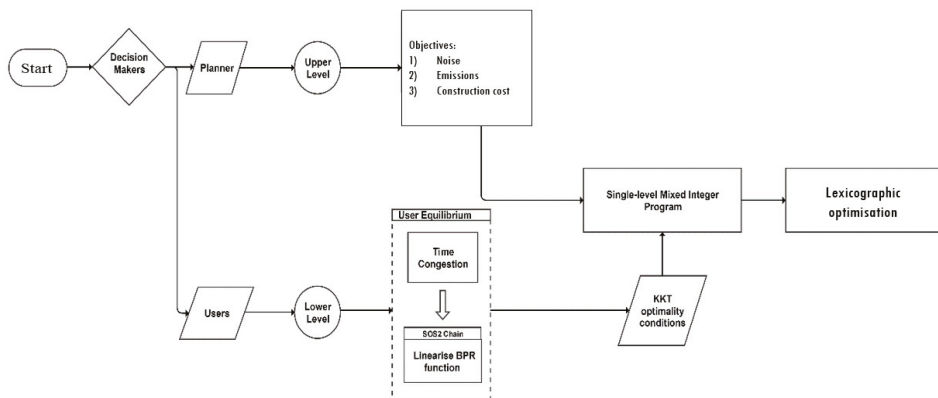 Start
Decision
Makers
Planner
Upper
Level
Objectives:
1) Noise
2) Emissions
3) Construction cost
Single-level Mixed Integer
Program
Lexicographic
optimisation
User Equilibrium
Time
Congestion
Users
Lower
Level
SOS2 Chain
Linearise BPR
function
KKT
optimality
conditions